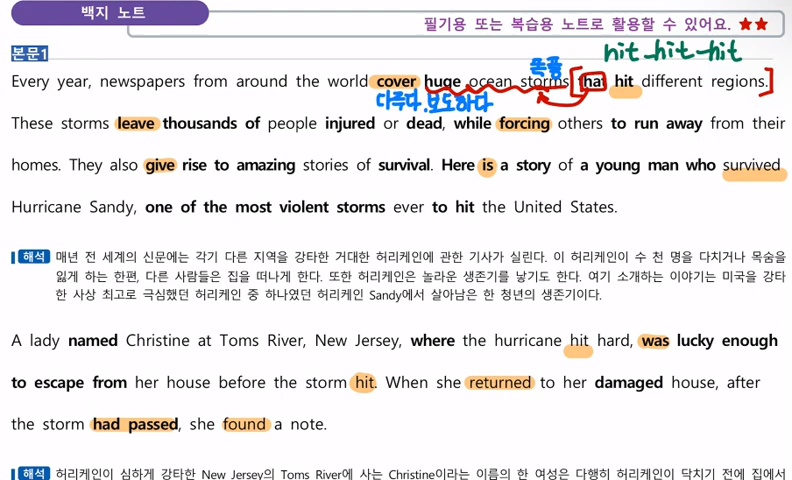 백지 노트
필기용 또는 복습용 노트로 활용할 수 있어요. ★★
hit-hit-hit
본문1
폭풍
Every year, newspapers from around the world cover huge ocean storms [that hit different regions.]
다루다. 보도하다
These storms leave thousands of people injured or dead, while forcing others to run away from their
homes. They also give rise to amazing stories of survival. Here is a story of a young man who survived
Hurricane Sandy, one of the most violent storms ever to hit the United States.
해석 매년 전 세계의 신문에는 각기 다른 지역을 강타한 거대한 허리케인에 관한 기사가 실린다. 이 허리케인이 수 천 명을 다치거나 목숨을
잃게 하는 한편, 다른 사람들은 집을 떠나게 한다. 또한 허리케인은 놀라운 생존기를 낳기도 한다. 여기 소개하는 이야기는 미국을 강타
한 사상 최고로 극심했던 허리케인 중 하나였던 허리케인 Sandy에서 살아남은 한 청년의 생존기이다.
A lady named Christine at Toms River, New Jersey, where the hurricane hit hard, was lucky enough
to escape from her house before the storm hit. When she returned to her damaged house, after
the storm had passed, she found a note.
해석 허리케인이 심하게 강타한 New Jersey의 Toms River에 사는 Christine이라는 이름의 한 여성은 다행히 허리케인이 닥치기 전에 집에서